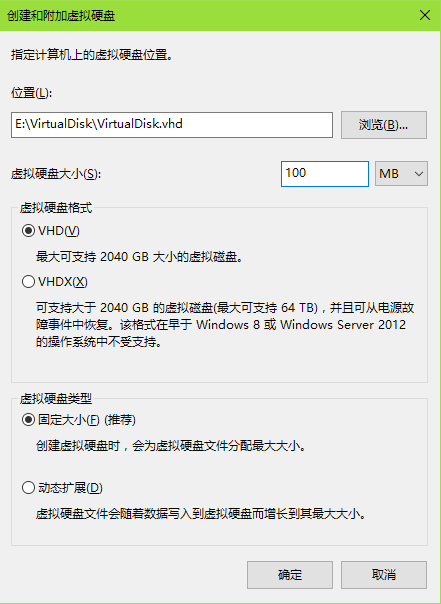 创建和附加虚拟硬盘
指定计算机上的虚拟硬盘位置。
位置(L):
E:\VirtualDisk\VirtualDisk.vhd
浏览(B)...
虚拟硬盘大小(S):
100
MB
虚拟硬盘格式
VHD(V)
最大可支持 2040 GB 大小的虚拟磁盘。
VHDX(X)
可支持大于 2040 GB 的虚拟磁盘(最大可支持 64 TB)，并且可从电源故
障事件中恢复。该格式在早于 Windows 8 或 Windows Server 2012
的操作系统中不受支持。
虚拟硬盘类型
固定大小(F) (推荐)
创建虚拟硬盘时，会为虚拟硬盘文件分配最大大小。
动态扩展(D)
虚拟硬盘文件会随着数据写入到虚拟硬盘而增长到其最大大小。
确定
取消